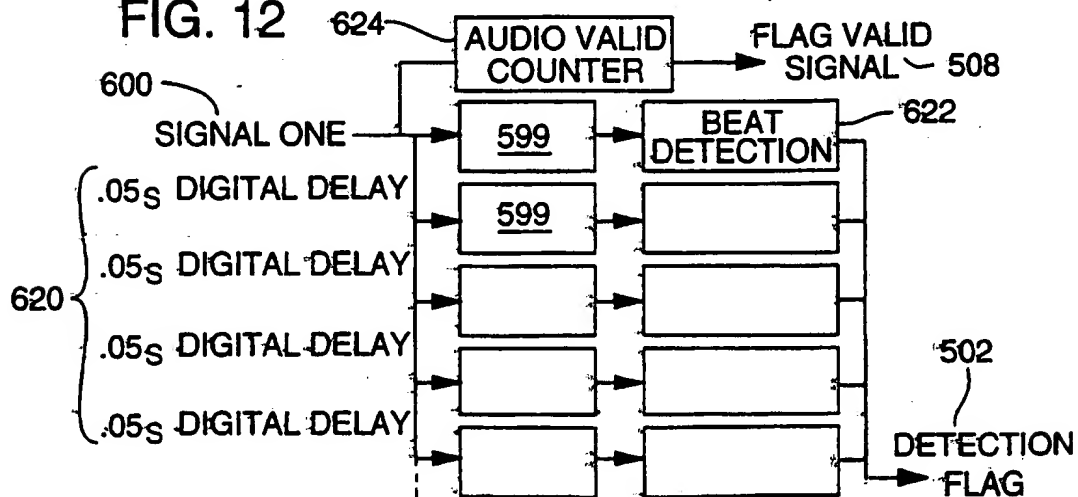 FIG. 12
624
AUDIO VALID
COUNTER
FLAG VALID
SIGNAL
508
600
SIGNAL ONE
599
BEAT
DETECTION
622
.05s DIGITAL DELAY
599
.05s DIGITAL DELAY
620
.05s DIGITAL DELAY
.05s DIGITAL DELAY
502
DETECTION
FLAG